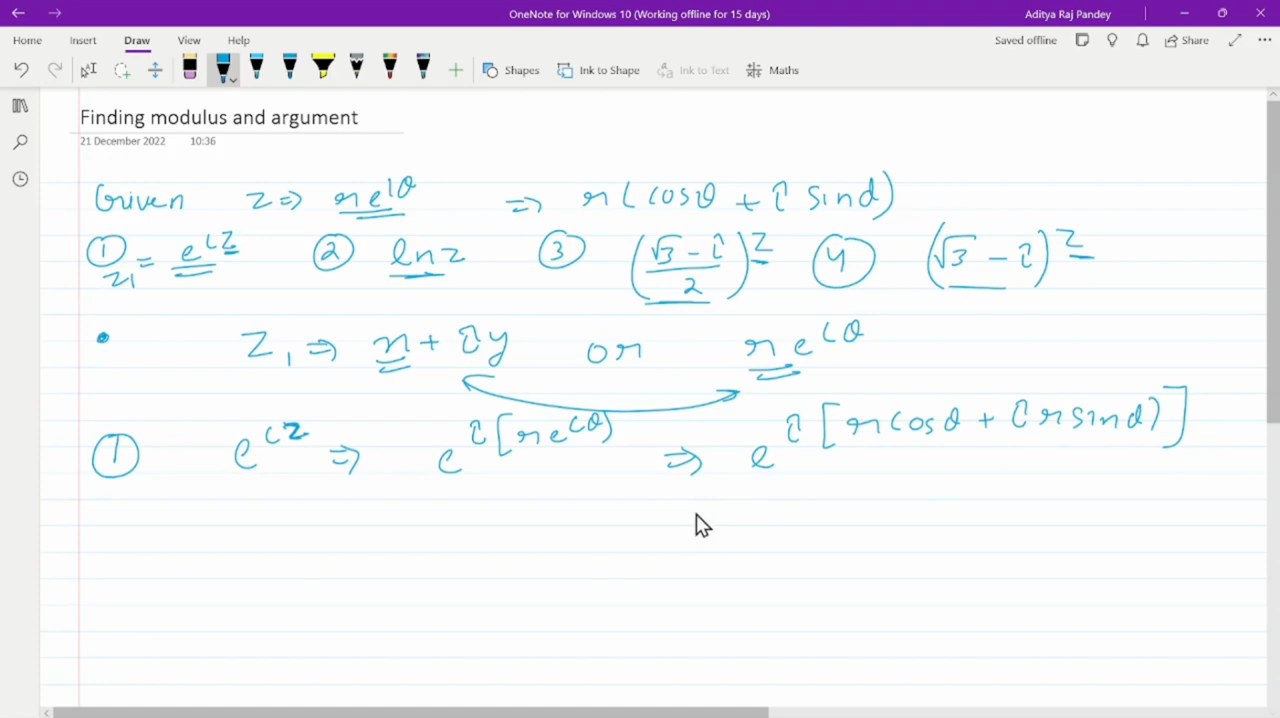 OneNote for Windows 10 (Working offline for 15 days) Aditya Raj Pandey
Home Insert Draw View Help Saved offline Share
Shapes Ink to Shape Ink to Text Maths
Finding modulus and argument
21 December 2022 10:36
Given z ⇒ re^iθ ⇒ r(cosθ + i sinθ)
① z₁ = e^iz ② ln z ③ ((√3 - i)/2)^z ④ (√3 - i)^z
• z₁ ⇒ x + iy or re^iθ
① e^iz ⇒ e^i[re^iθ) ⇒ e^i[r cosθ + i r sinθ)]